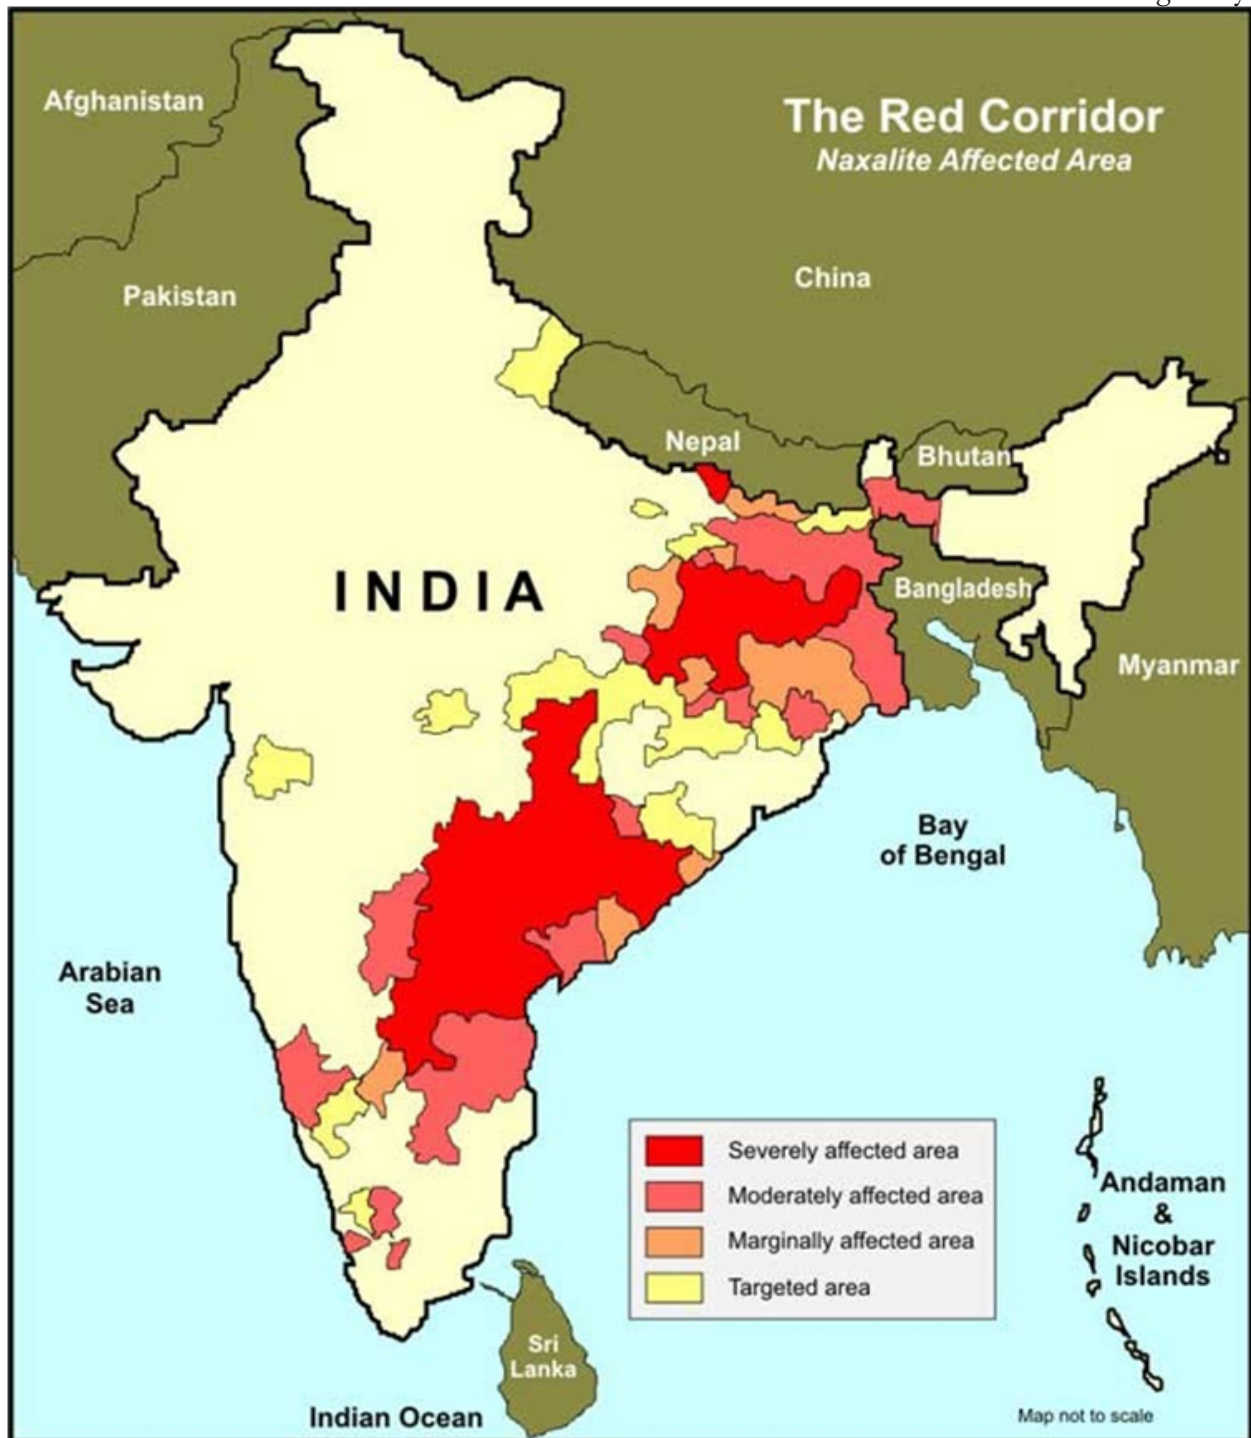 The Red Corridor
Naxalite Affected Area
Afghanistan
China
Pakistan
Nepal
Bhutan
INDIA
Bangladesh
Myanmar
Bay
of Bengal
Arabian
Sea
Severely affected area
Moderately affected area
Marginally affected area
Targeted area
Andaman
&
Nicobar
Islands
Sri
Lanka
Indian Ocean
Map not to scale